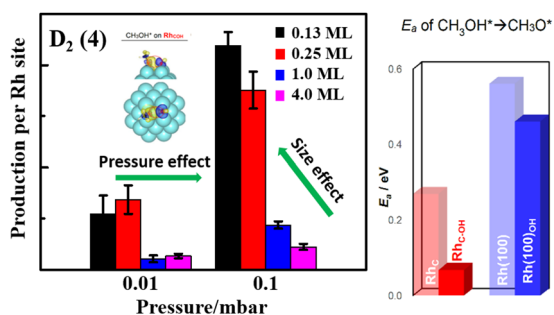 D₂ (4)
CH₃OH* on Rh_COH
0.13 ML
0.25 ML
1.0 ML
4.0 ML
Pressure effect
Size effect
Production per Rh site
0.01
0.1
Pressure/mbar
Eₐ of CH₃OH*→CH₃O*
0.6
0.4
0.2
0.0
Eₐ / eV
Rh_C
Rh_C-OH
Rh(100)
Rh(100)_OH